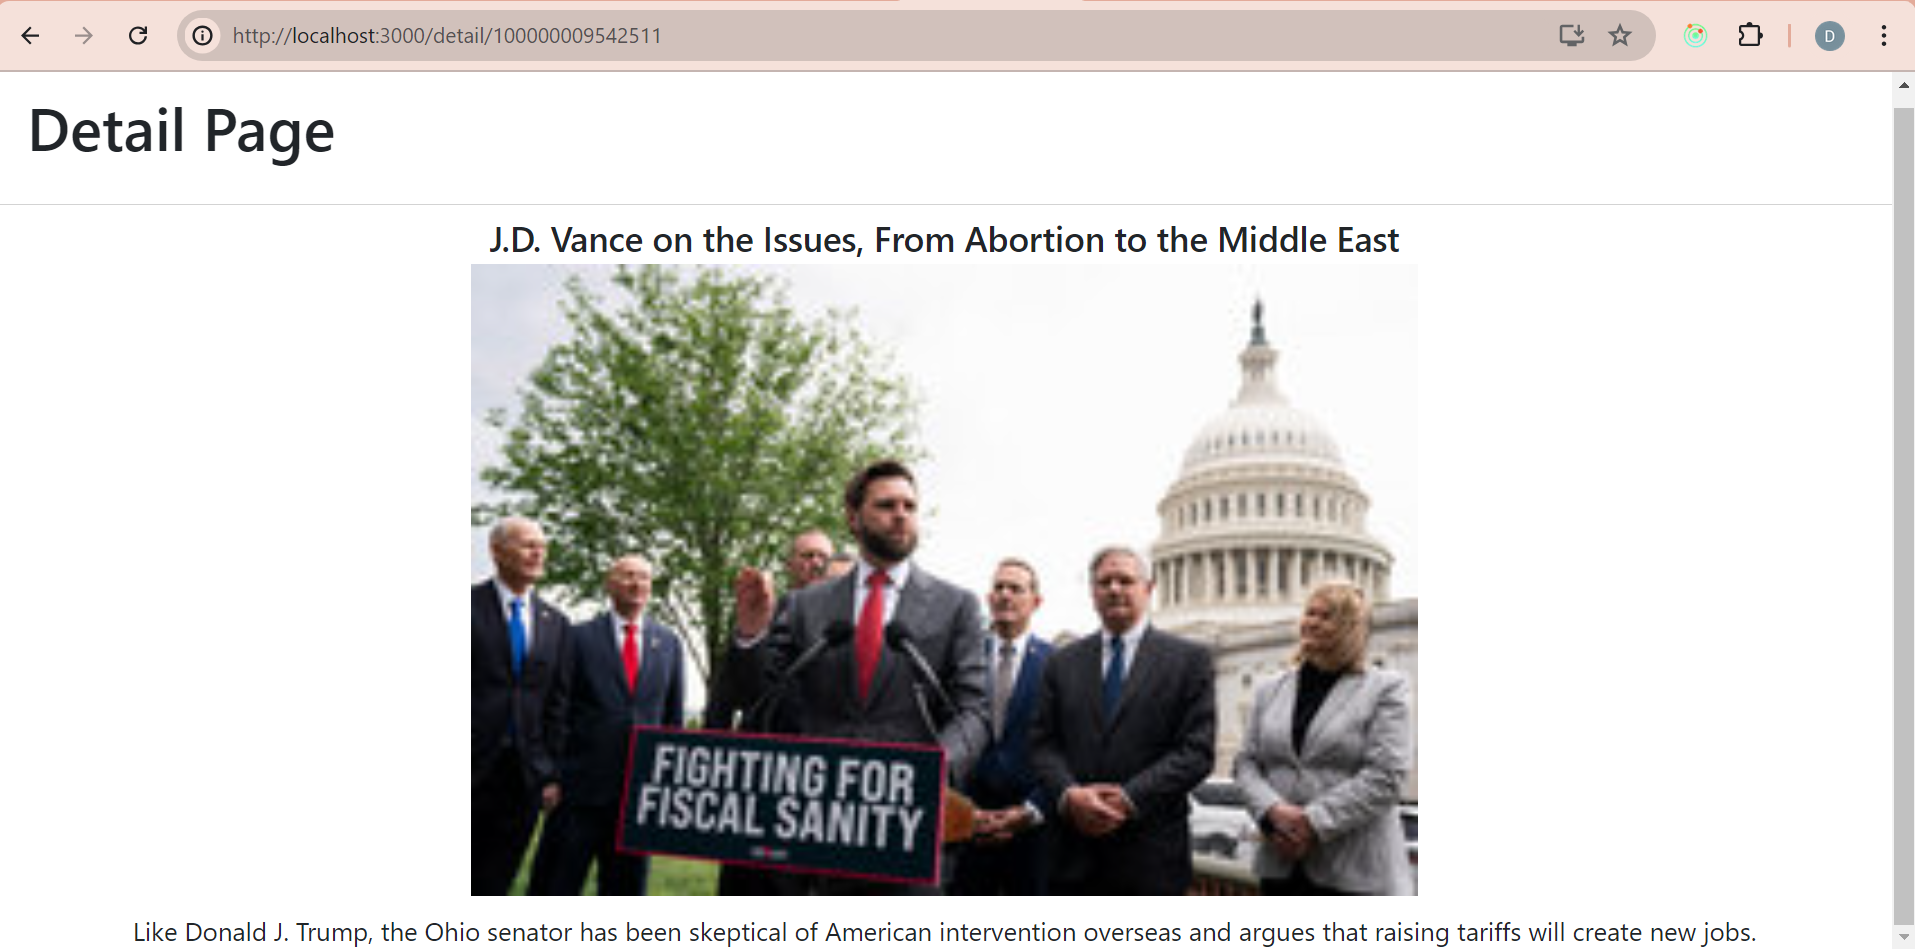 http://localhost:3000/detail/100000009542511
D
Detail Page
J.D. Vance on the Issues, From Abortion to the Middle East
FIGHTING FOR
FISCAL SANITY
Like Donald J. Trump, the Ohio senator has been skeptical of American intervention overseas and argues that raising tariffs will create new jobs.